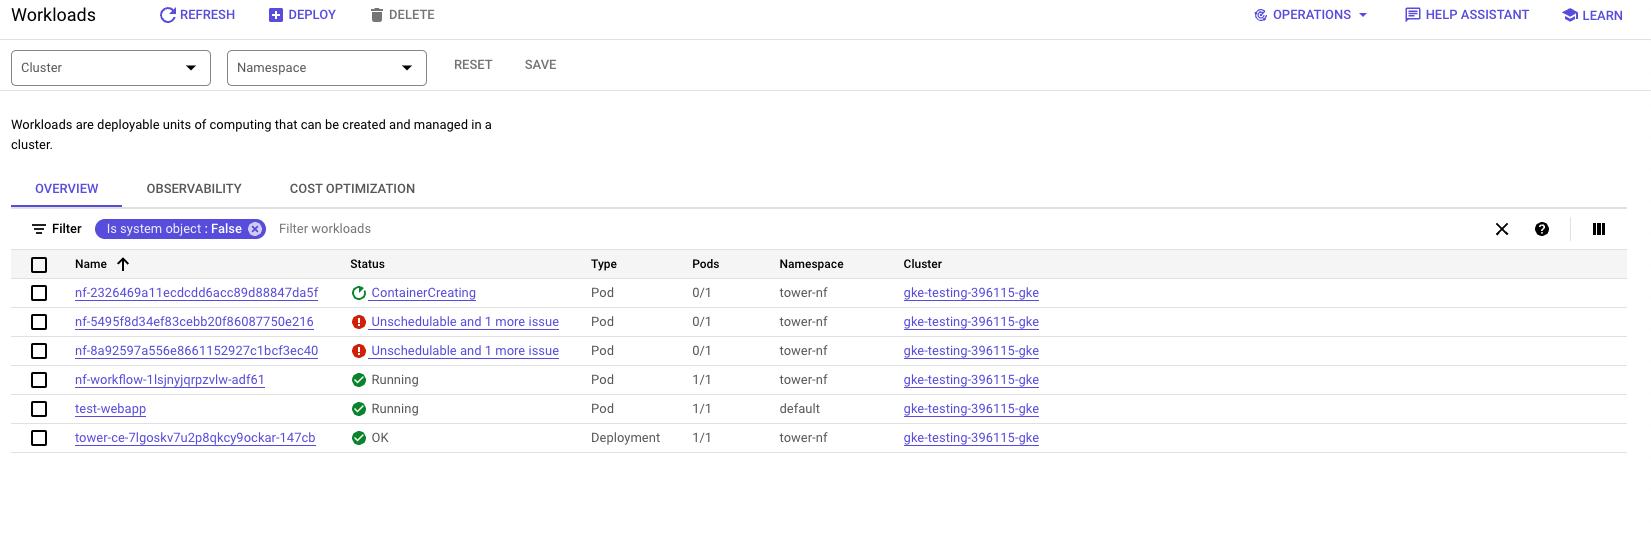 Workloads REFRESH DEPLOY DELETE OPERATIONS HELP ASSISTANT LEARN
Cluster Namespace RESET SAVE
Workloads are deployable units of computing that can be created and managed in a
cluster.
OVERVIEW OBSERVABILITY COST OPTIMIZATION
Filter Is system object : False Filter workloads
Name Status Type Pods Namespace Cluster
nf-2326469a11ecdcdd6acc89d88847da5f ContainerCreating Pod 0/1 tower-nf gke-testing-396115-gke
nf-5495f8d34ef83cebb20f86087750e216 Unschedulable and 1 more issue Pod 0/1 tower-nf gke-testing-396115-gke
nf-8a92597a556e8661152927c1bcf3ec40 Unschedulable and 1 more issue Pod 0/1 tower-nf gke-testing-396115-gke
nf-workflow-1lsjnyjqrpzvlw-adf61 Running Pod 1/1 tower-nf gke-testing-396115-gke
test-webapp Running Pod 1/1 default gke-testing-396115-gke
tower-ce-7lgoskv7u2p8qkcy9ockar-147cb OK Deployment 1/1 tower-nf gke-testing-396115-gke